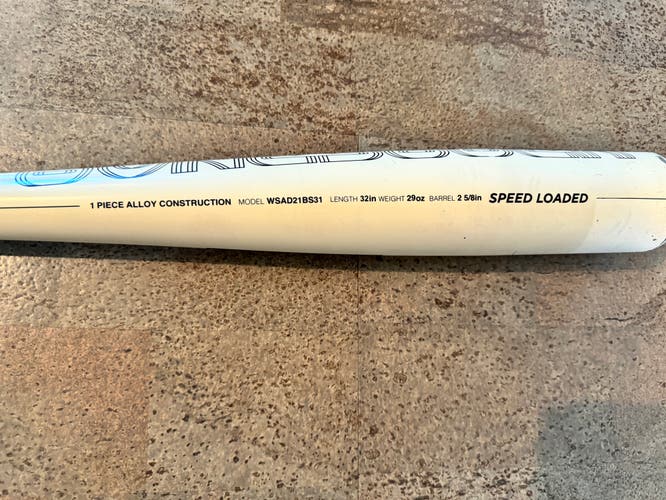 1 PIECE ALLOY CONSTRUCTION MODEL WSAD21BS31 LENGTH 32in WEIGHT 29oz BARREL 2 5/8in SPEED LOADED